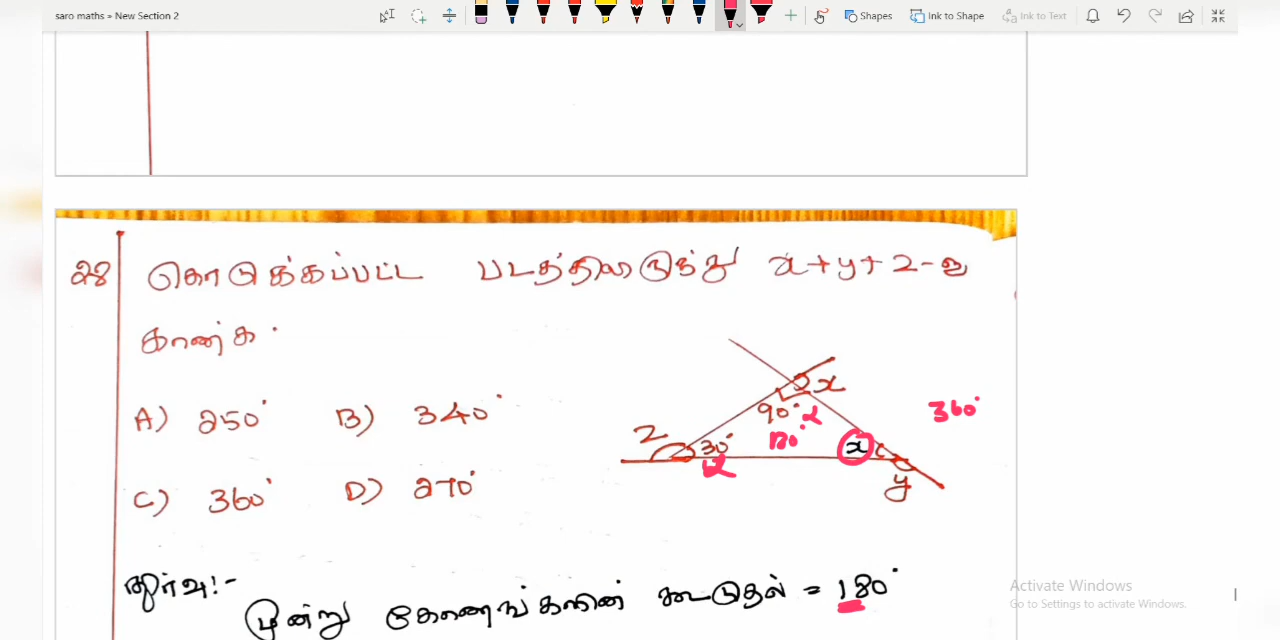 saro maths » New Section 2
Shapes
Ink to Shape
Ink to Text
28 கொடுக்கப்பட்ட படத்திலிருந்து x+y+z-ஐ
காண்க.
A) 250° B) 340°
C) 360° D) 270°
x
90°
360°
z
30°
x
y
தீர்வு:-
மூன்று கோணங்களின் கூடுதல் = 180°
Activate Windows
Go to Settings to activate Windows.